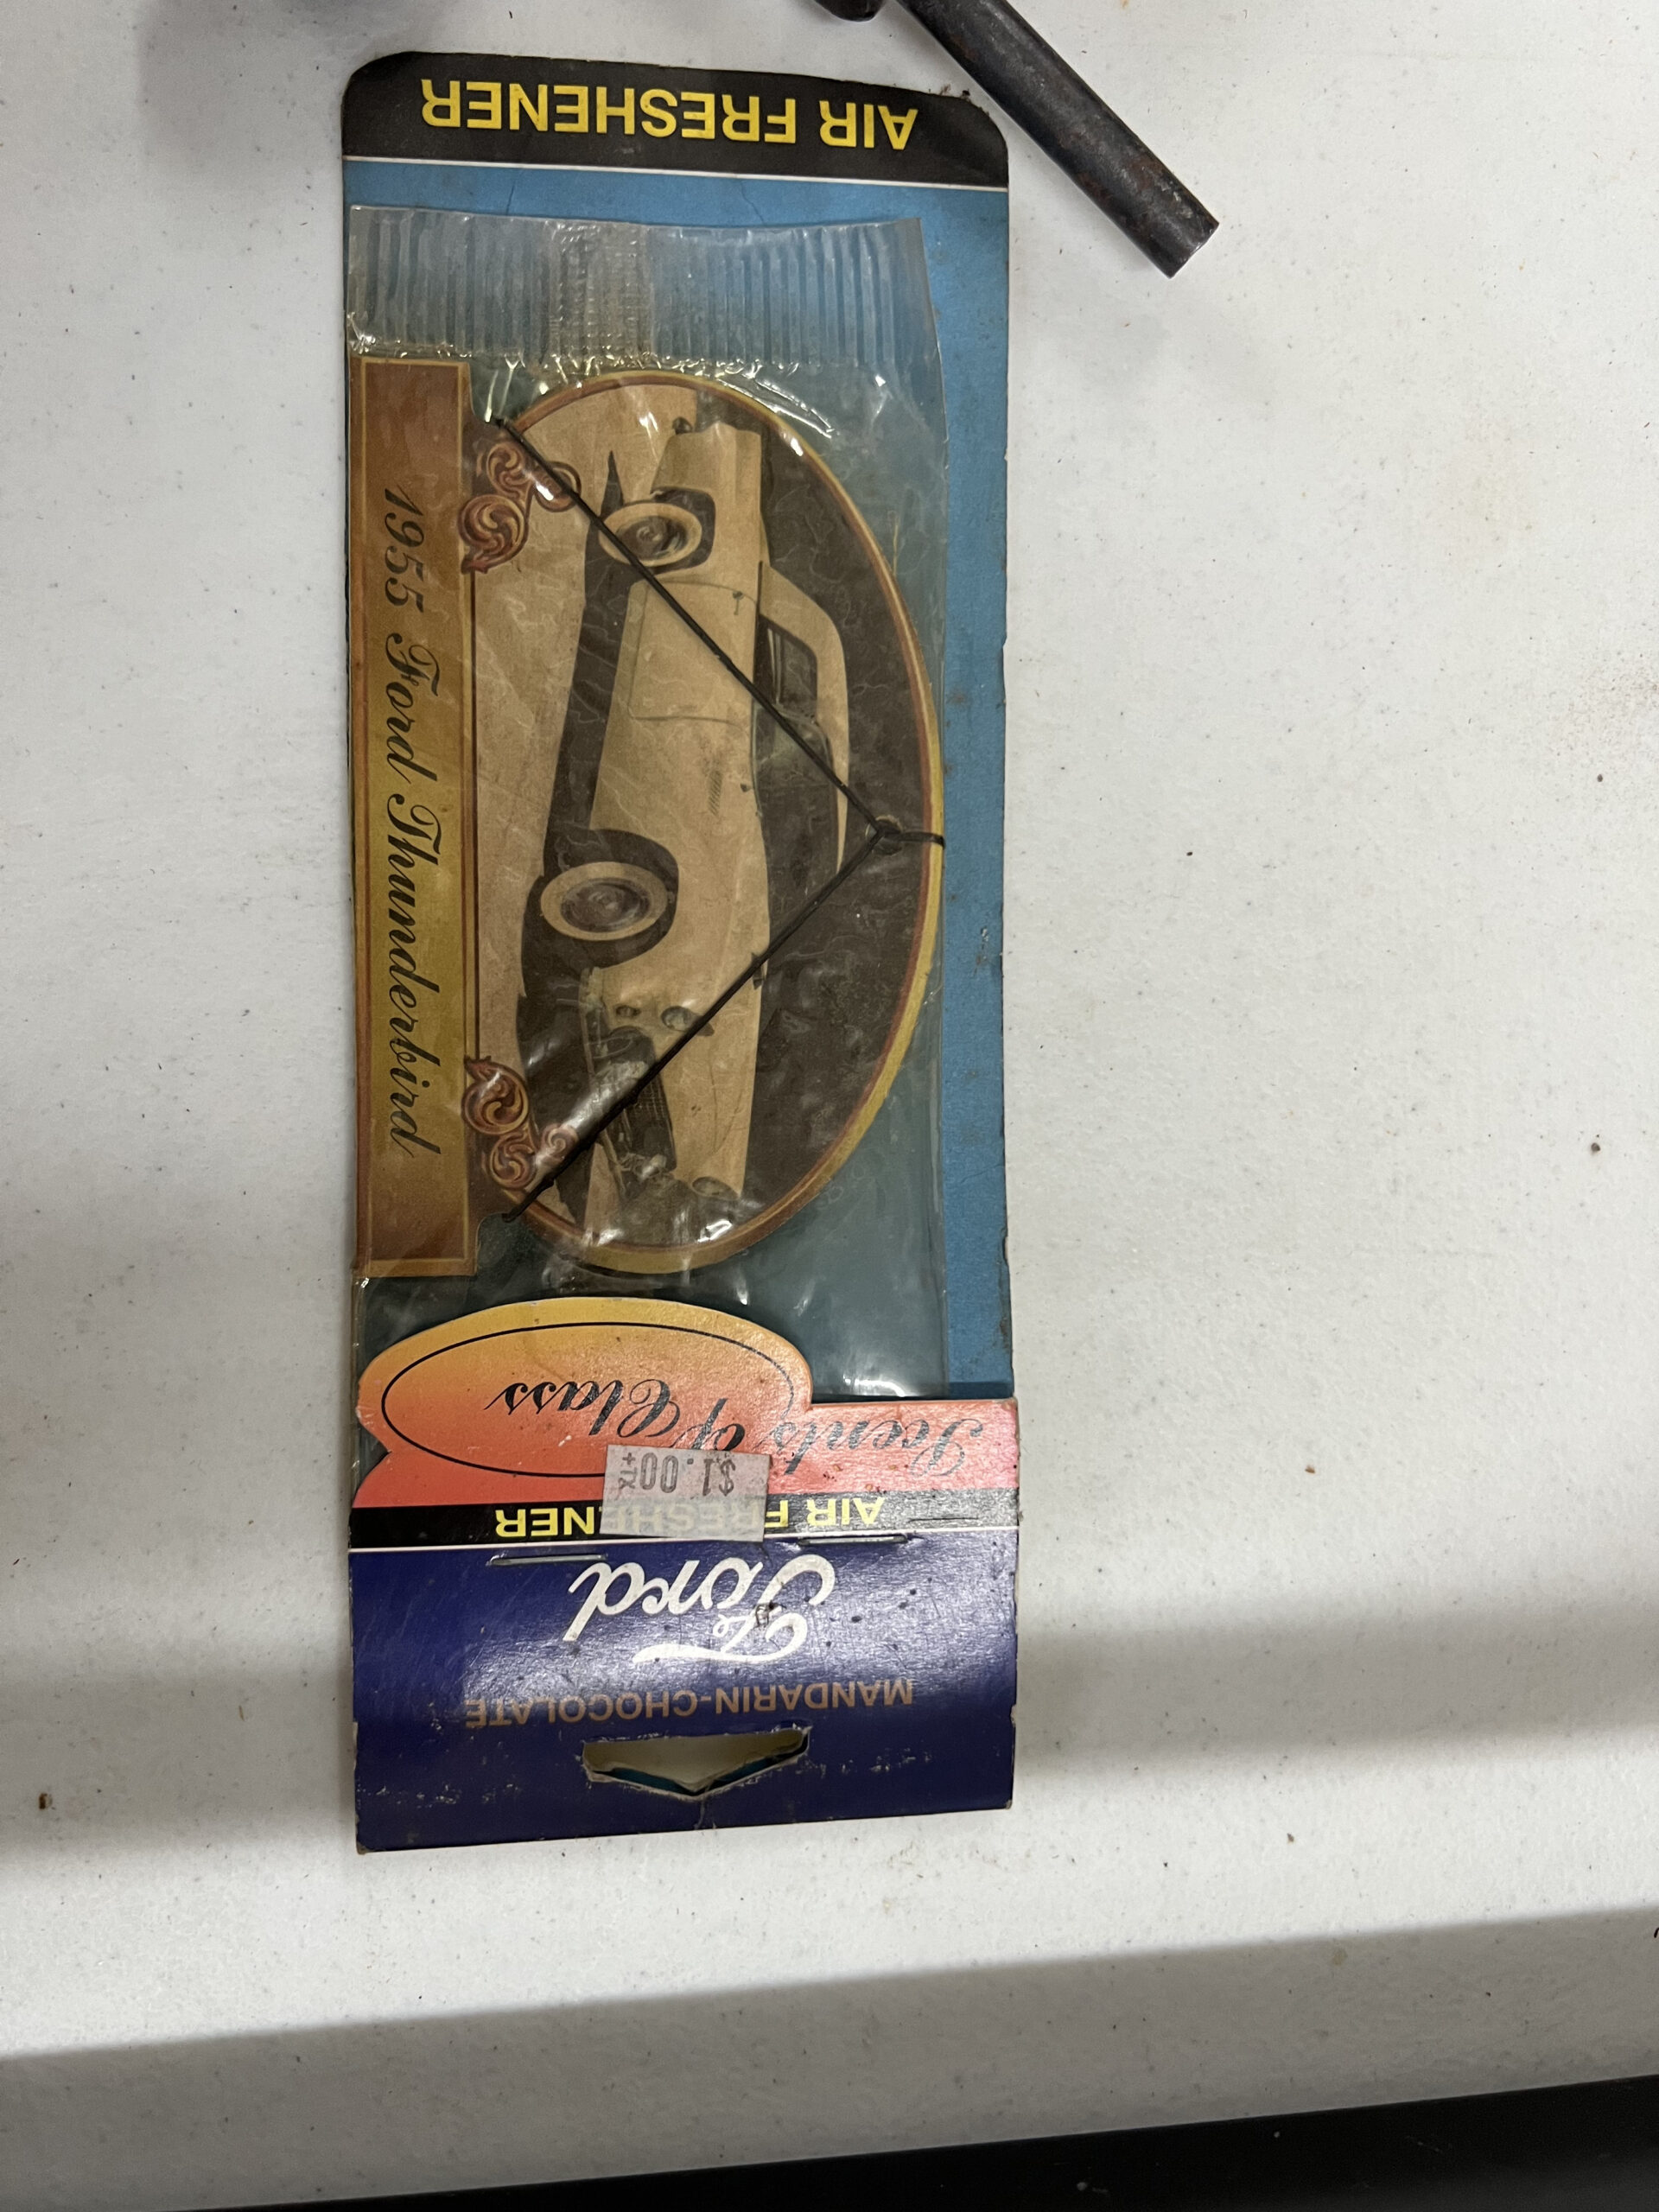 MANDARIN-CHOCOLATE
Ford
AIR FRESHENER
$1.00
+TX
Scents of Class
1955 Ford Thunderbird
AIR FRESHENER